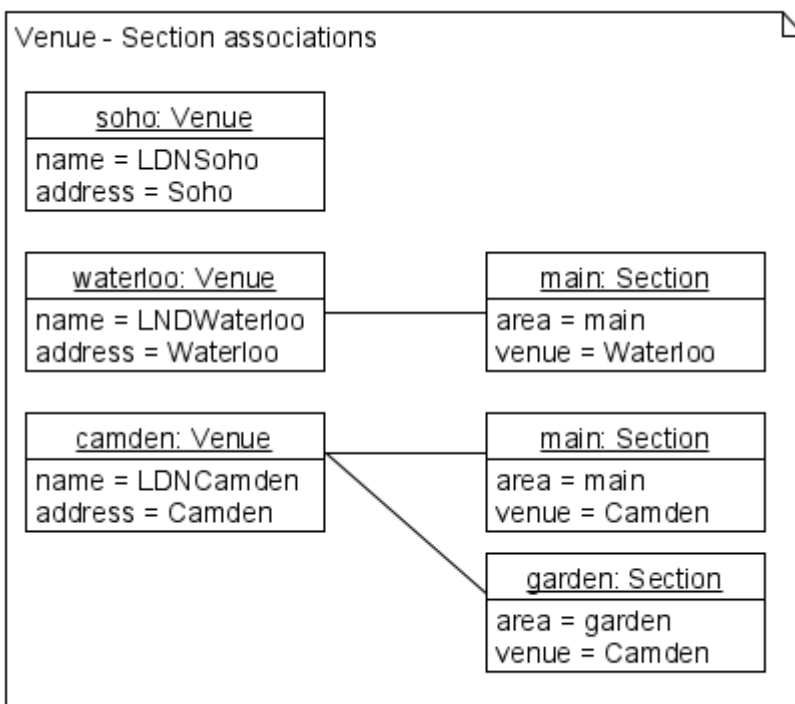 Venue - Section associations
soho: Venue
name = LDNSoho
address = Soho
waterloo: Venue
name = LNDWaterloo
address = Waterloo
main: Section
area = main
venue = Waterloo
camden: Venue
name = LDNCamden
address = Camden
main: Section
area = main
venue = Camden
garden: Section
area = garden
venue = Camden